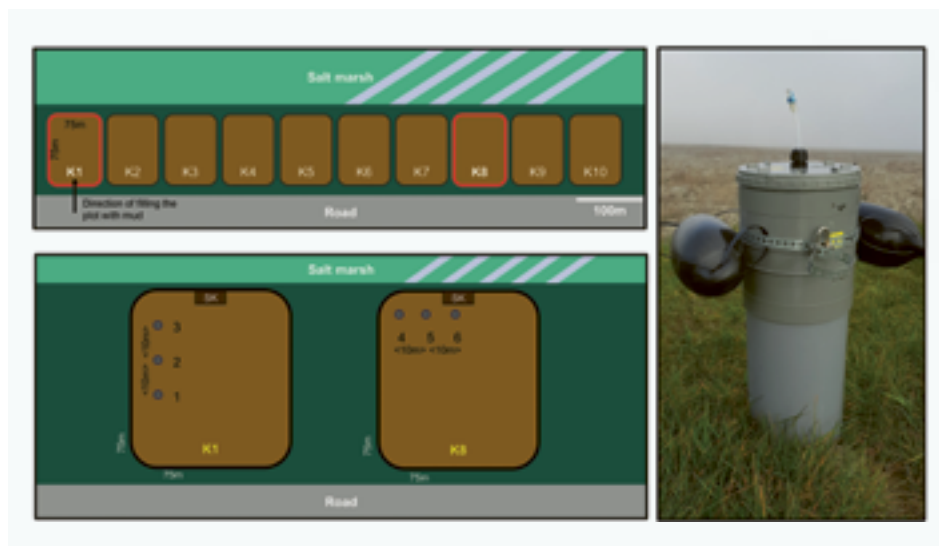 Salt marsh
75m
75m
K1
K2
K3
K4
K5
K6
K7
K8
K9
K10
Direction of filling the
plot with mud
Road
100m
Salt marsh
SK
3
<10m>
2
<10m>
1
K1
75m
75m
SK
4 5 6
<10m> <10m>
K8
75m
75m
Road